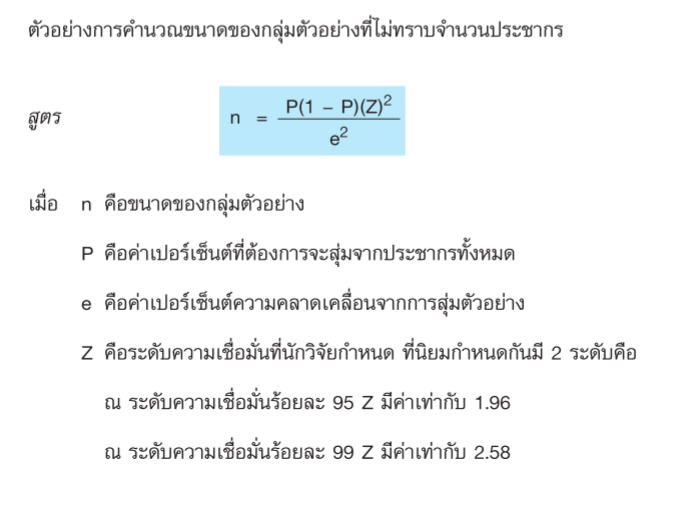 ตัวอย่างการคำนวณขนาดของกลุ่มตัวอย่างที่ไม่ทราบจำนวนประชากร
สูตร n = P(1 – P)(Z)² / e²
เมื่อ n คือขนาดของกลุ่มตัวอย่าง
P คือค่าเปอร์เซ็นต์ที่ต้องการจะสุ่มจากประชากรทั้งหมด
e คือค่าเปอร์เซ็นต์ความคลาดเคลื่อนจากการสุ่มตัวอย่าง
Z คือระดับความเชื่อมั่นที่นักวิจัยกำหนด ที่นิยมกำหนดกันมี 2 ระดับคือ
ณ ระดับความเชื่อมั่นร้อยละ 95 Z มีค่าเท่ากับ 1.96
ณ ระดับความเชื่อมั่นร้อยละ 99 Z มีค่าเท่ากับ 2.58